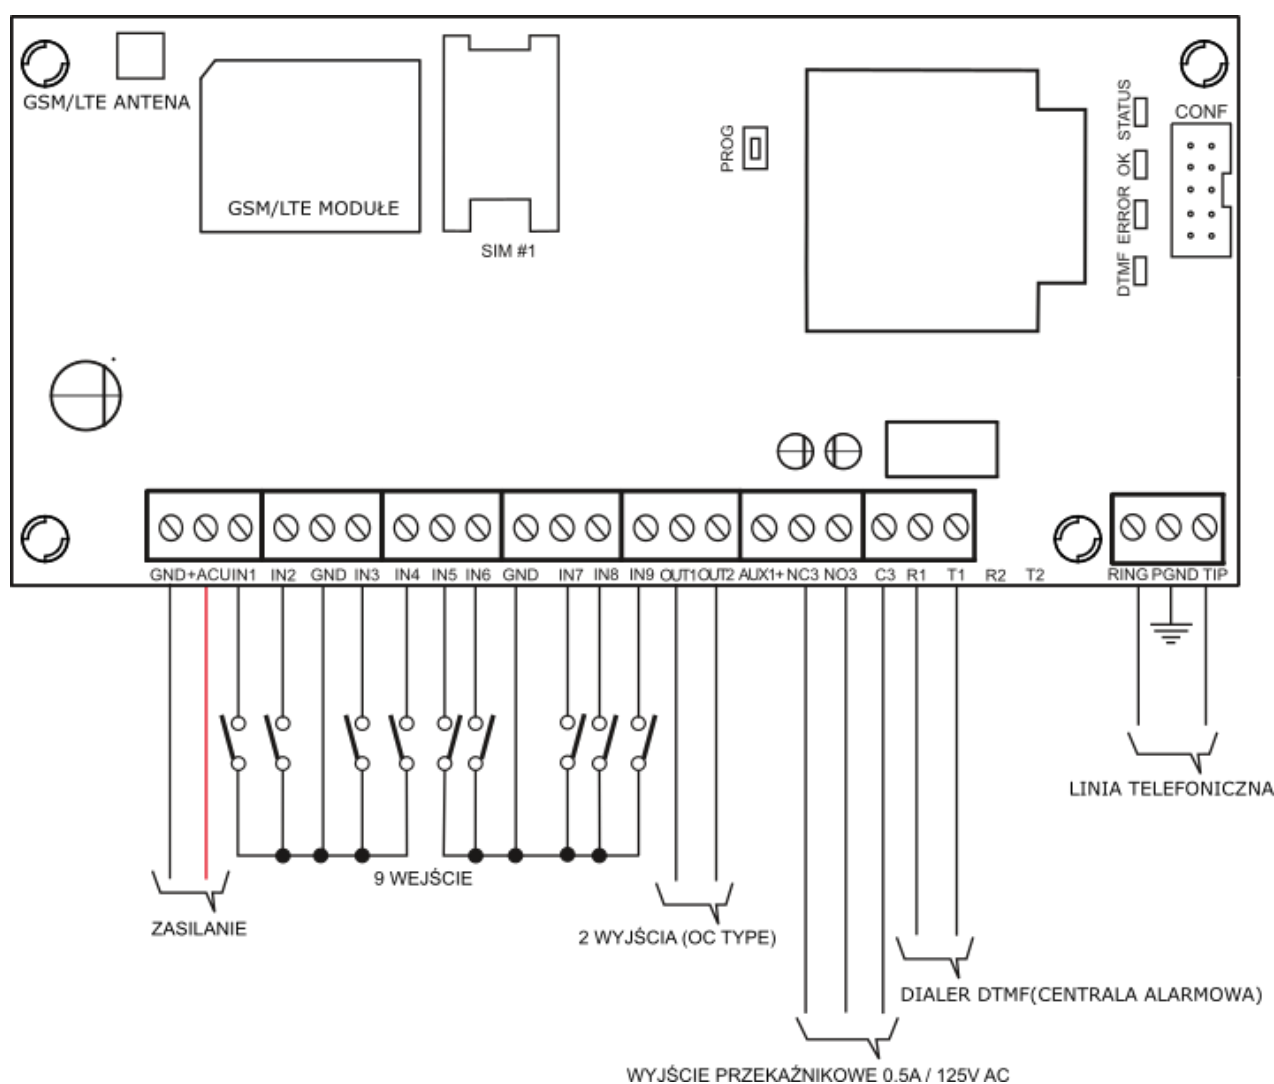 GSM/LTE ANTENA
GSM/LTE MODUŁE
SIM #1
PROG
STATUS
OK
ERROR
DTMF
CONF
GND +ACU IN1 IN2 GND IN3 IN4 IN5 IN6 GND IN7 IN8 IN9 OUT1 OUT2 AUX1+ NC3 NO3 C3 R1 T1 R2 T2 RING PGND TIP
LINIA TELEFONICZNA
9 WEJŚCIE
ZASILANIE
2 WYJŚCIA (OC TYPE)
DIALER DTMF(CENTRALA ALARMOWA)
WYJŚCIE PRZEKAŹNIKOWE 0.5A / 125V AC